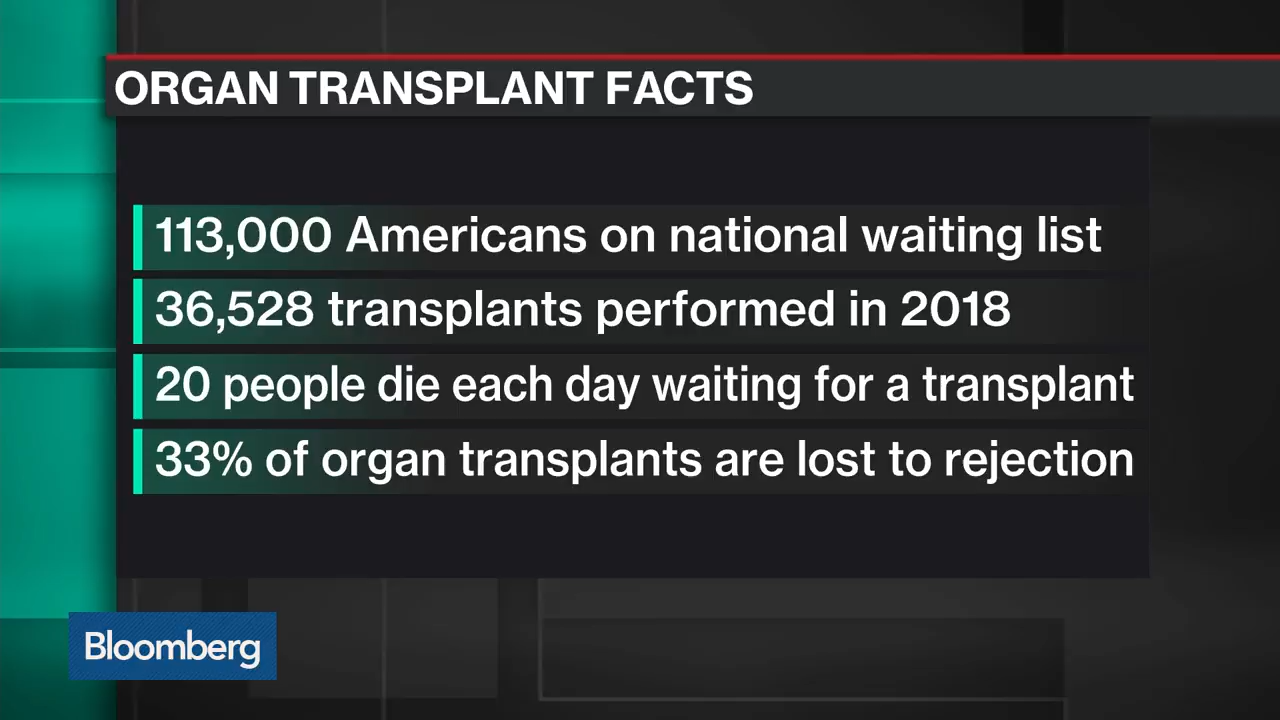 ORGAN TRANSPLANT FACTS
113,000 Americans on national waiting list
36,528 transplants performed in 2018
20 people die each day waiting for a transplant
33% of organ transplants are lost to rejection
Bloomberg